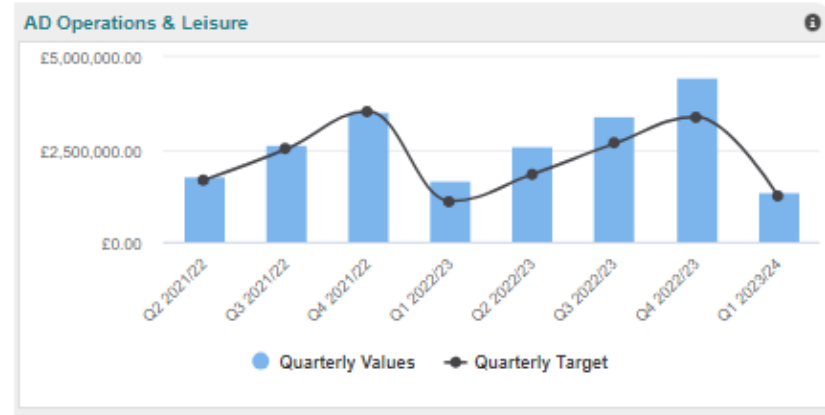 AD Operations & Leisure
£5,000,000.00
£2,500,000.00
£0.00
Q2 2021/22
Q3 2021/22
Q4 2021/22
Q1 2022/23
Q2 2022/23
Q3 2022/23
Q4 2022/23
Q1 2023/24
Quarterly Values
Quarterly Target